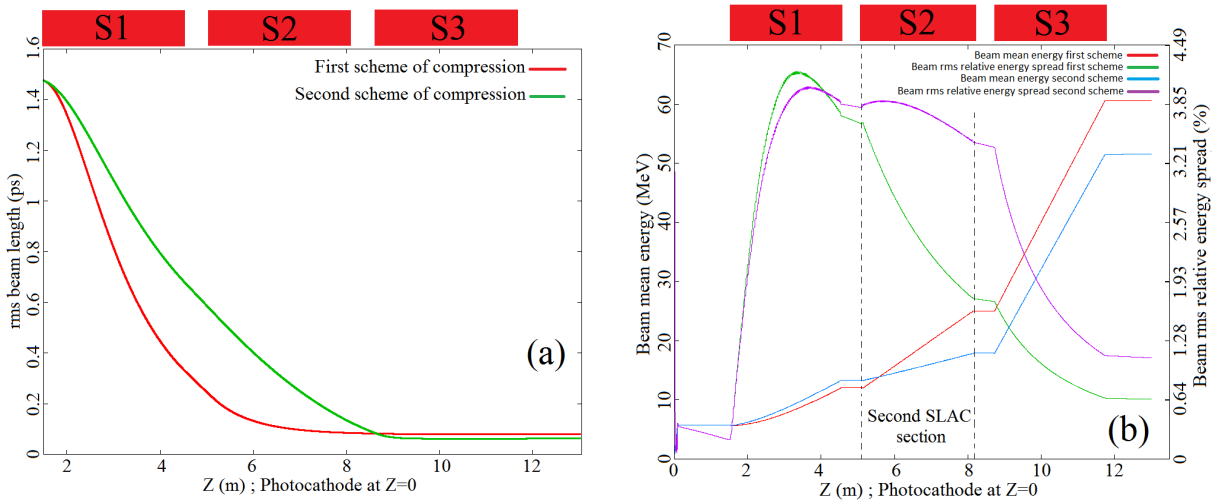 S1 S2 S3
1.6
1.4
1.2
1
0.8
0.6
0.4
0.2
0
rms beam length (ps)
First scheme of compression
Second scheme of compression
(a)
2 4 6 8 10 12
Z (m) ; Photocathode at Z=0
S1 S2 S3
70
60
50
40
30
20
10
0
Beam mean energy (MeV)
Beam mean energy first scheme
Beam rms relative energy spread first scheme
Beam mean energy second scheme
Beam rms relative energy spread second scheme
Second SLAC
section
(b)
4.49
3.85
3.21
2.57
1.93
1.28
0.64
0
Beam rms relative energy spread (%)
0 2 4 6 8 10 12
Z (m) ; Photocathode at Z=0